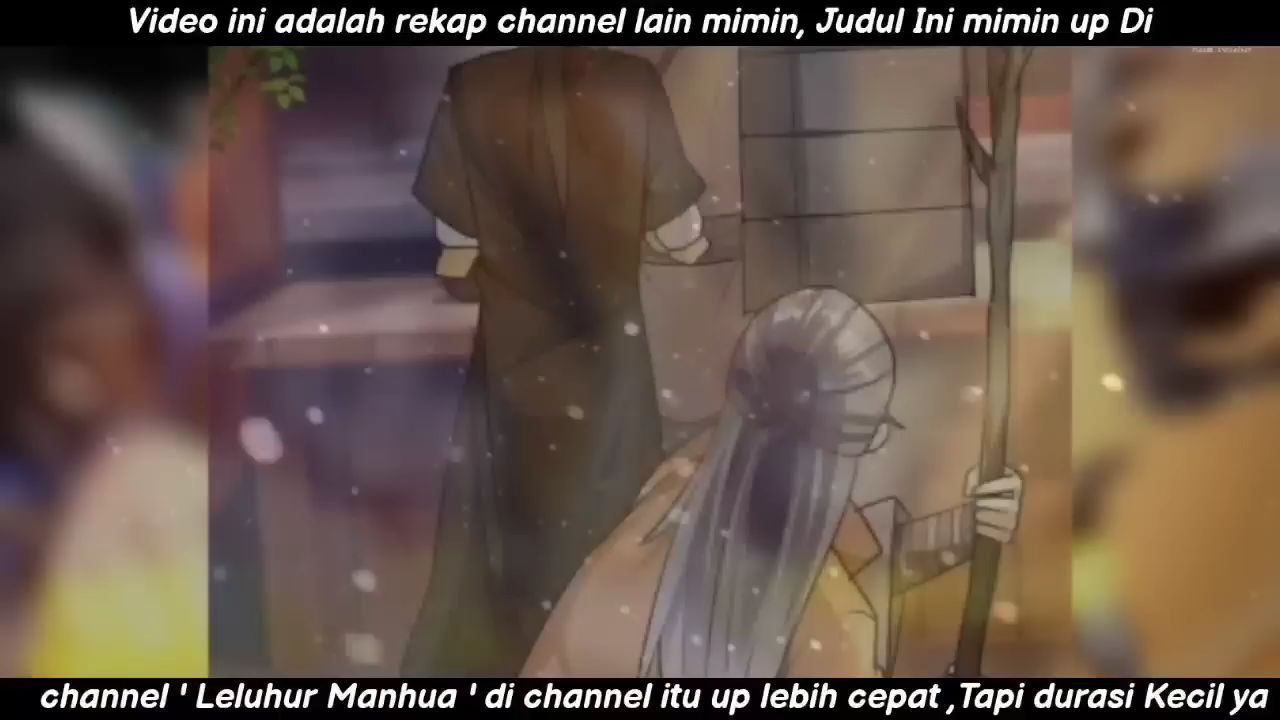 Video ini adalah rekap channel lain mimin, Judul Ini mimin up Di
channel ' Leluhur Manhua ' di channel itu up lebih cepat ,Tapi durasi Kecil ya